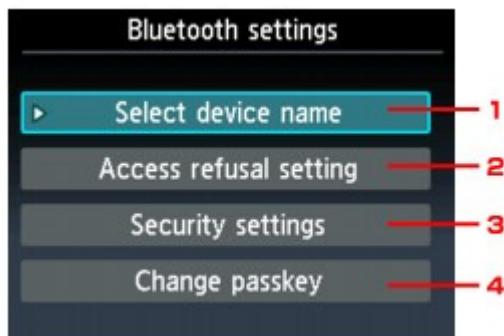 Bluetooth settings
Select device name 1
Access refusal setting 2
Security settings 3
Change passkey 4